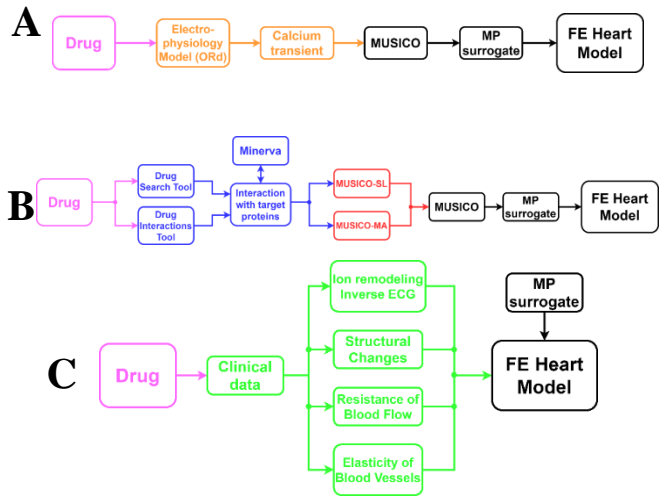 A
Drug
Electro-
physiology
Model (ORd)
Calcium
transient
MUSICO
MP
surrogate
FE Heart
Model
B
Drug
Drug
Search Tool
Drug
Interactions
Tool
Minerva
Interaction
with target
proteins
MUSICO-SL
MUSICO-MA
MUSICO
MP
surrogate
FE Heart
Model
C
Drug
Clinical
data
Ion remodeling
Inverse ECG
Structural
Changes
Resistance of
Blood Flow
Elasticity of
Blood Vessels
MP
surrogate
FE Heart
Model